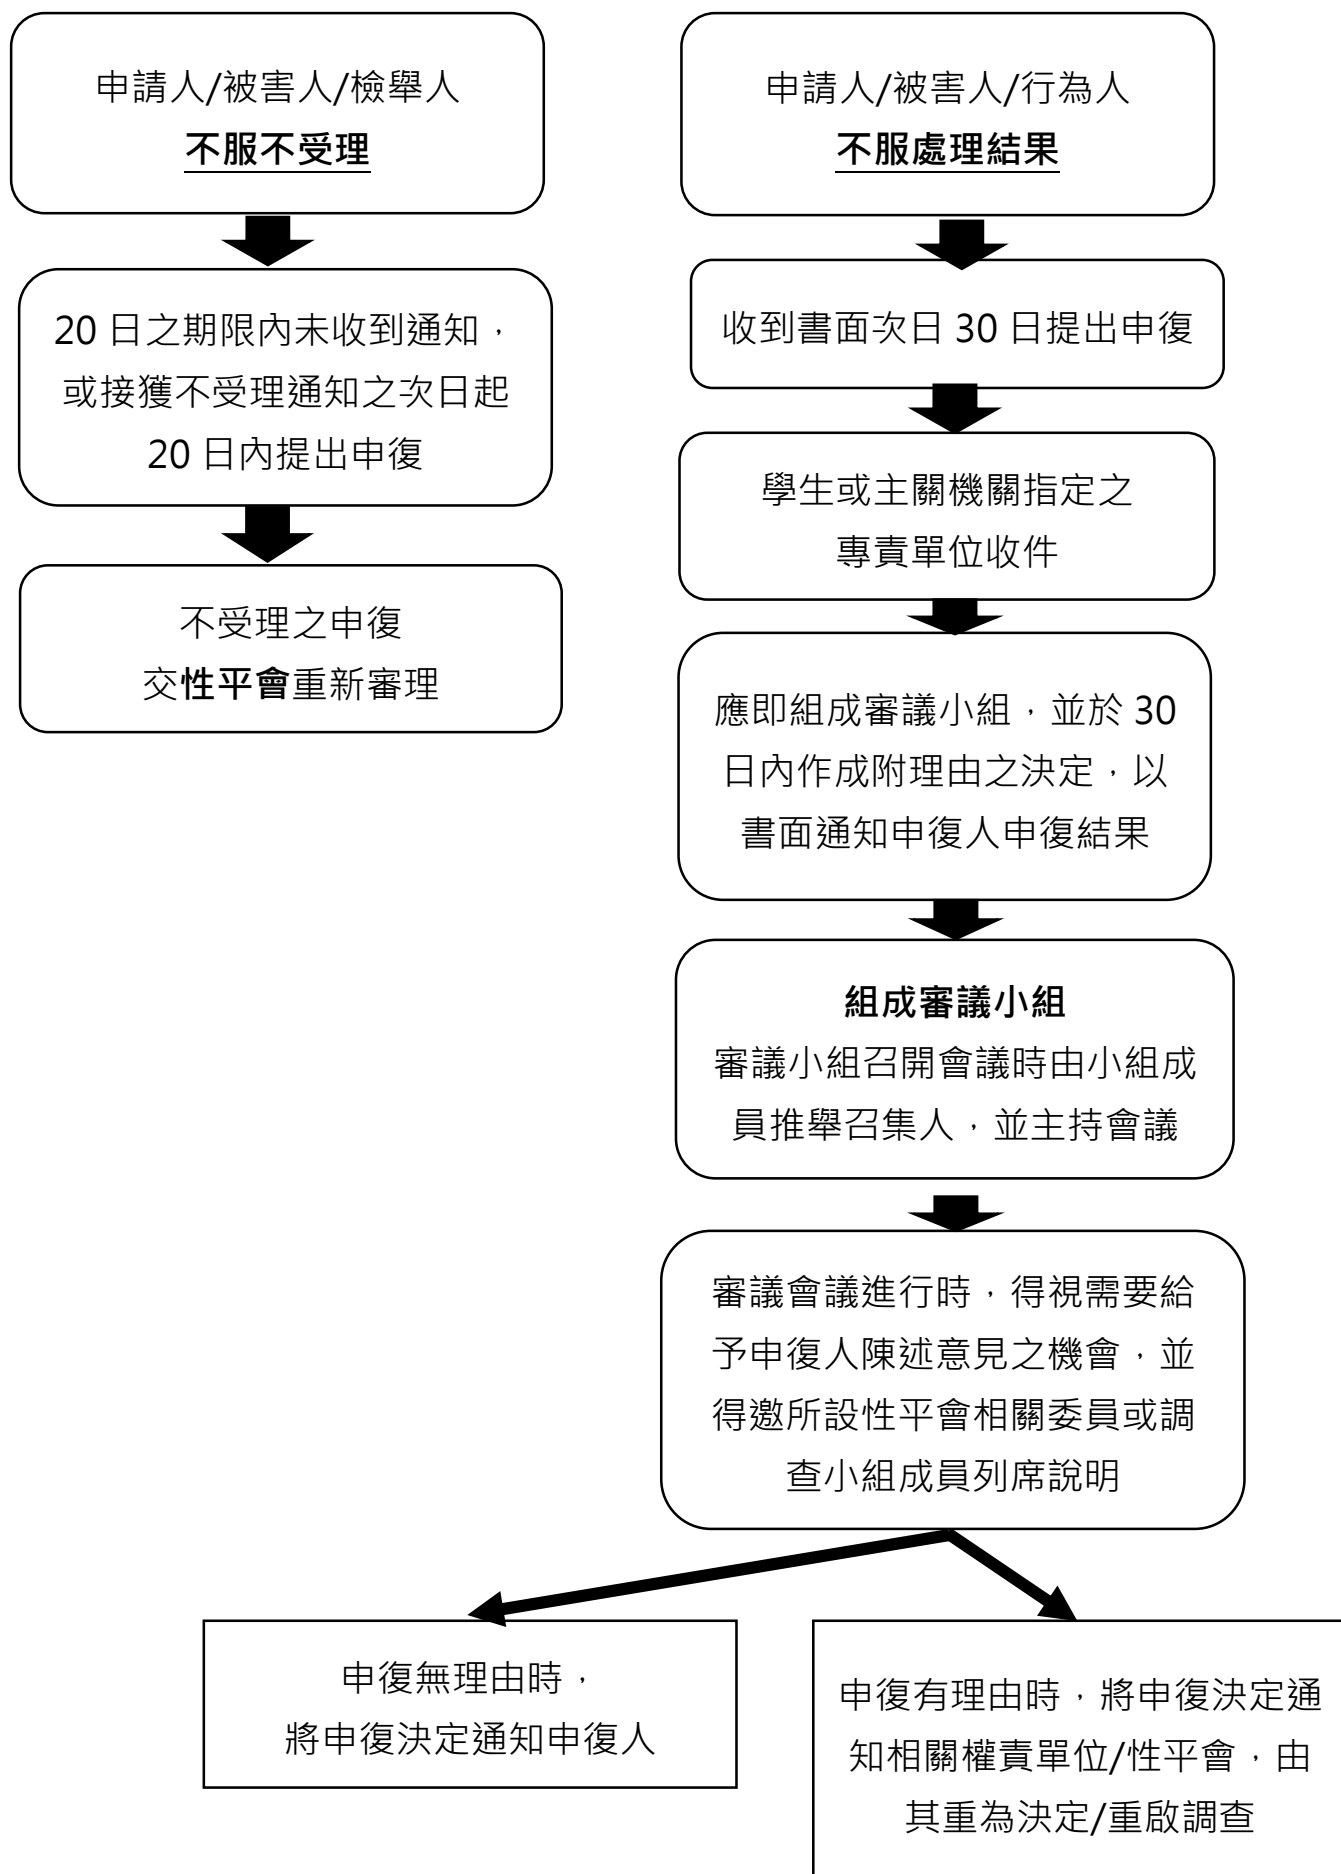 申請人/被害人/檢舉人
不服不受理
20 日之期限內未收到通知，
或接獲不受理通知之次日起
20 日內提出申復
不受理之申復
交性平會重新審理
申請人/被害人/行為人
不服處理結果
收到書面次日 30 日提出申復
學生或主關機關指定之
專責單位收件
應即組成審議小組，並於 30
日內作成附理由之決定，以
書面通知申復人申復結果
組成審議小組
審議小組召開會議時由小組成
員推舉召集人，並主持會議
審議會議進行時，得視需要給
予申復人陳述意見之機會，並
得邀所設性平會相關委員或調
查小組成員列席說明
申復無理由時，
將申復決定通知申復人
申復有理由時，將申復決定通
知相關權責單位/性平會，由
其重為決定/重啟調查